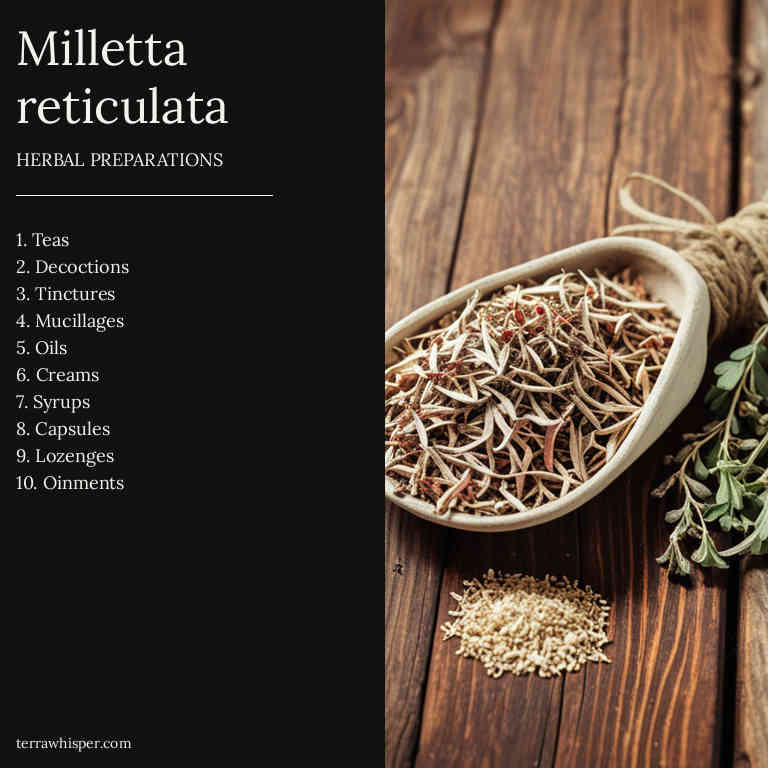 Milletta
reticulata
HERBAL PREPARATIONS
1. Teas
2. Decoctions
3. Tinctures
4. Mucillages
5. Oils
6. Creams
7. Syrups
8. Capsules
9. Lozenges
10. Oinments
terrawhisper.com